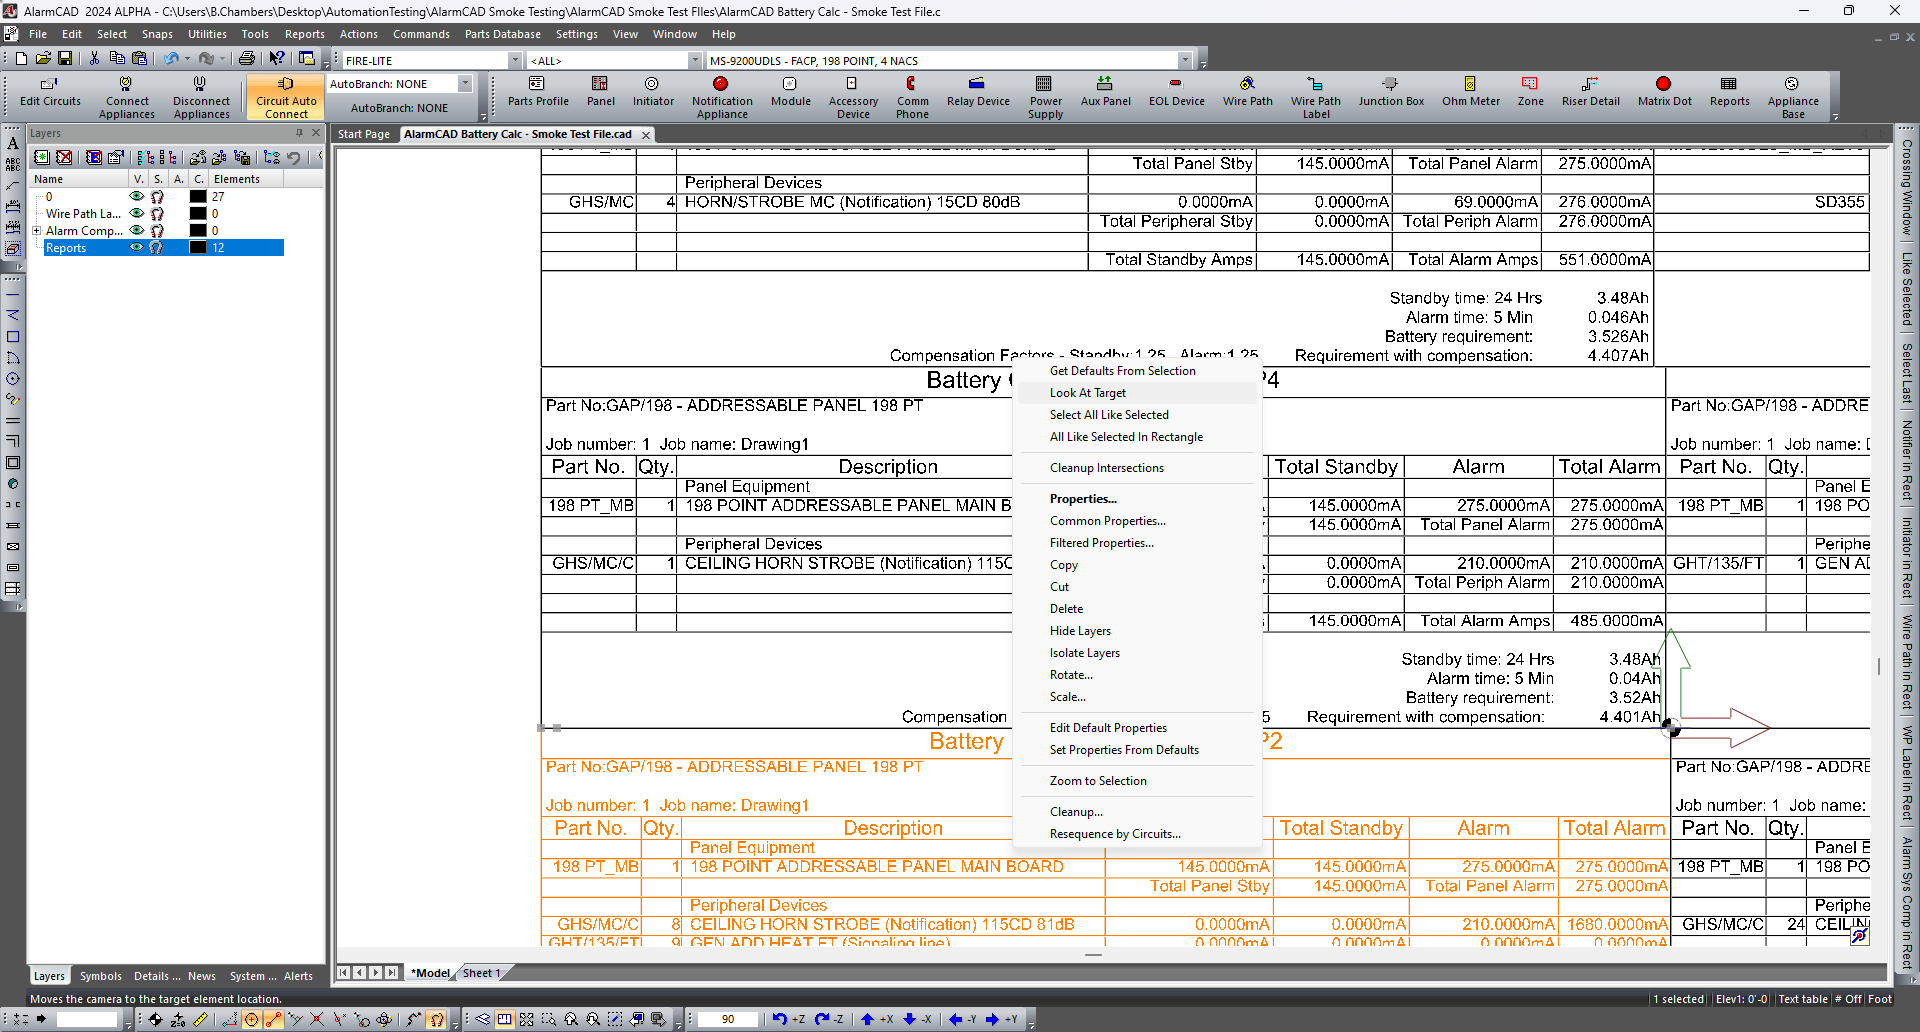 AlarmCAD 2024 ALPHA - C:\Users\B.Chambers\Desktop\AutomationTesting\AlarmCAD Smoke Testing\AlarmCAD Smoke Test FIles\AlarmCAD Battery Calc - Smoke Test File.c
File Edit Select Snaps Utilities Tools Reports Actions Commands Parts Database Settings View Window Help
FIRE-LITE <ALL> MS-9200UDLS - FACP, 198 POINT, 4 NACS
Edit Circuits Connect Appliances Disconnect Appliances Circuit Auto Connect AutoBranch: NONE AutoBranch: NONE Parts Profile Panel Initiator Notification Appliance Module Accessory Device Comm Phone Relay Device Power Supply Aux Panel EOL Device Wire Path Wire Path Label Junction Box Ohm Meter Zone Riser Detail Matrix Dot Reports Appliance Base
Layers
Start Page AlarmCAD Battery Calc - Smoke Test File.cad
Name V. S. A. C. Elements
0 27
Wire Path La... 0
Alarm Comp... 0
Reports 12
Total Panel Stby 145.0000mA Total Panel Alarm 275.0000mA
Peripheral Devices
GHS/MC 4 HORN/STROBE MC (Notification) 15CD 80dB 0.0000mA 0.0000mA 69.0000mA 276.0000mA SD355
Total Peripheral Stby 0.0000mA Total Periph Alarm 276.0000mA
Total Standby Amps 145.0000mA Total Alarm Amps 551.0000mA
Standby time: 24 Hrs 3.48Ah
Alarm time: 5 Min 0.046Ah
Battery requirement: 3.526Ah
Compensation Factors - Standby:1.25 Alarm:1.25 Requirement with compensation: 4.407Ah
Battery P4
Part No:GAP/198 - ADDRESSABLE PANEL 198 PT Part No:GAP/198 - ADDRE
Job number: 1 Job name: Drawing1 Job number: 1 Job name:
Part No. Qty. Description Total Standby Alarm Total Alarm Part No. Qty.
Panel Equipment Panel E
198 PT_MB 1 198 POINT ADDRESSABLE PANEL MAIN B 145.0000mA 275.0000mA 275.0000mA 198 PT_MB 1 198 PO
145.0000mA Total Panel Alarm 275.0000mA
Peripheral Devices Periphe
GHS/MC/C 1 CEILING HORN STROBE (Notification) 115C 0.0000mA 210.0000mA 210.0000mA GHT/135/FT 1 GEN AD
0.0000mA Total Periph Alarm 210.0000mA
145.0000mA Total Alarm Amps 485.0000mA
Standby time: 24 Hrs 3.48Ah
Alarm time: 5 Min 0.04Ah
Battery requirement: 3.52Ah
Compensation 5 Requirement with compensation: 4.401Ah
Battery P2
Part No:GAP/198 - ADDRESSABLE PANEL 198 PT Part No:GAP/198 - ADDRE
Job number: 1 Job name: Drawing1 Job number: 1 Job name:
Part No. Qty. Description Total Standby Alarm Total Alarm Part No. Qty.
Panel Equipment Panel E
198 PT_MB 1 198 POINT ADDRESSABLE PANEL MAIN BOARD 145.0000mA 145.0000mA 275.0000mA 275.0000mA 198 PT_MB 1 198 PO
Total Panel Stby 145.0000mA Total Panel Alarm 275.0000mA
Peripheral Devices Periphe
GHS/MC/C 8 CEILING HORN STROBE (Notification) 115CD 81dB 0.0000mA 0.0000mA 210.0000mA 1680.0000mA GHS/MC/C 24 CEILIN
GHT/135/FT 9 GEN ADD HEAT FT (Signaling line) 0.0000mA 0.0000mA 0.0000mA 0.0000mA
Get Defaults From Selection
Look At Target
Select All Like Selected
All Like Selected In Rectangle
Cleanup Intersections
Properties...
Common Properties...
Filtered Properties...
Copy
Cut
Delete
Hide Layers
Isolate Layers
Rotate...
Scale...
Edit Default Properties
Set Properties From Defaults
Zoom to Selection
Cleanup...
Resequence by Circuits...
Crossing Window
Like Selected
Select Last
Notifier in Rect
Initiator in Rect
Wire Path in Rect
WP Label in Rect
Alarm Sys Comp in Rect
Layers Symbols Details ... News System ... Alerts
*Model Sheet 1
Moves the camera to the target element location. 1 selected Elev1: 0'-0 Text table # Off Foot
90 +Z -Z +X -X -Y +Y